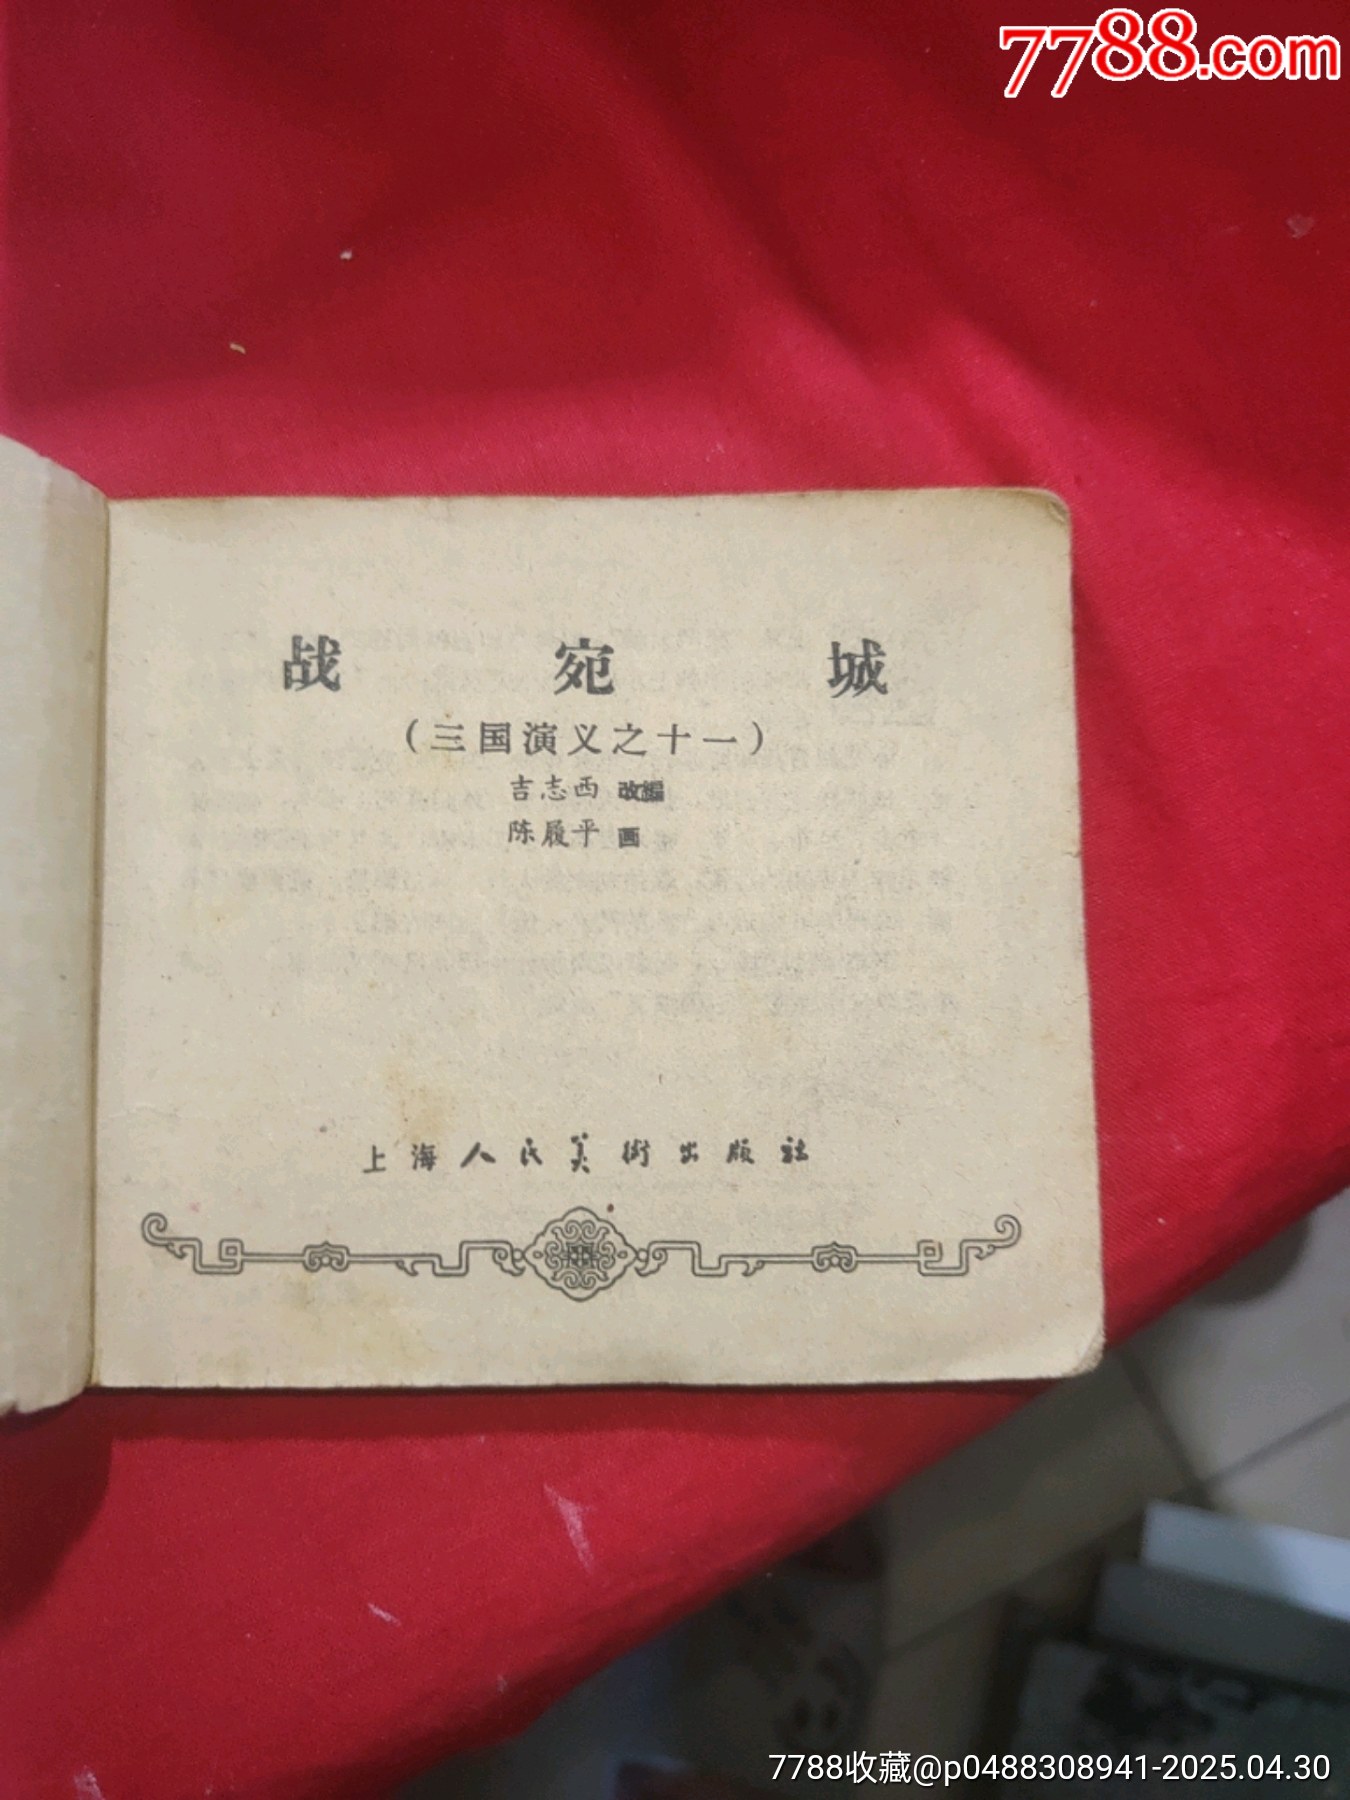 7788.com
战宛城
（三国演义之十一）
吉志西 改编
陈履平 画
上海人民美術出版社
7788收藏@p0488308941-2025.04.30